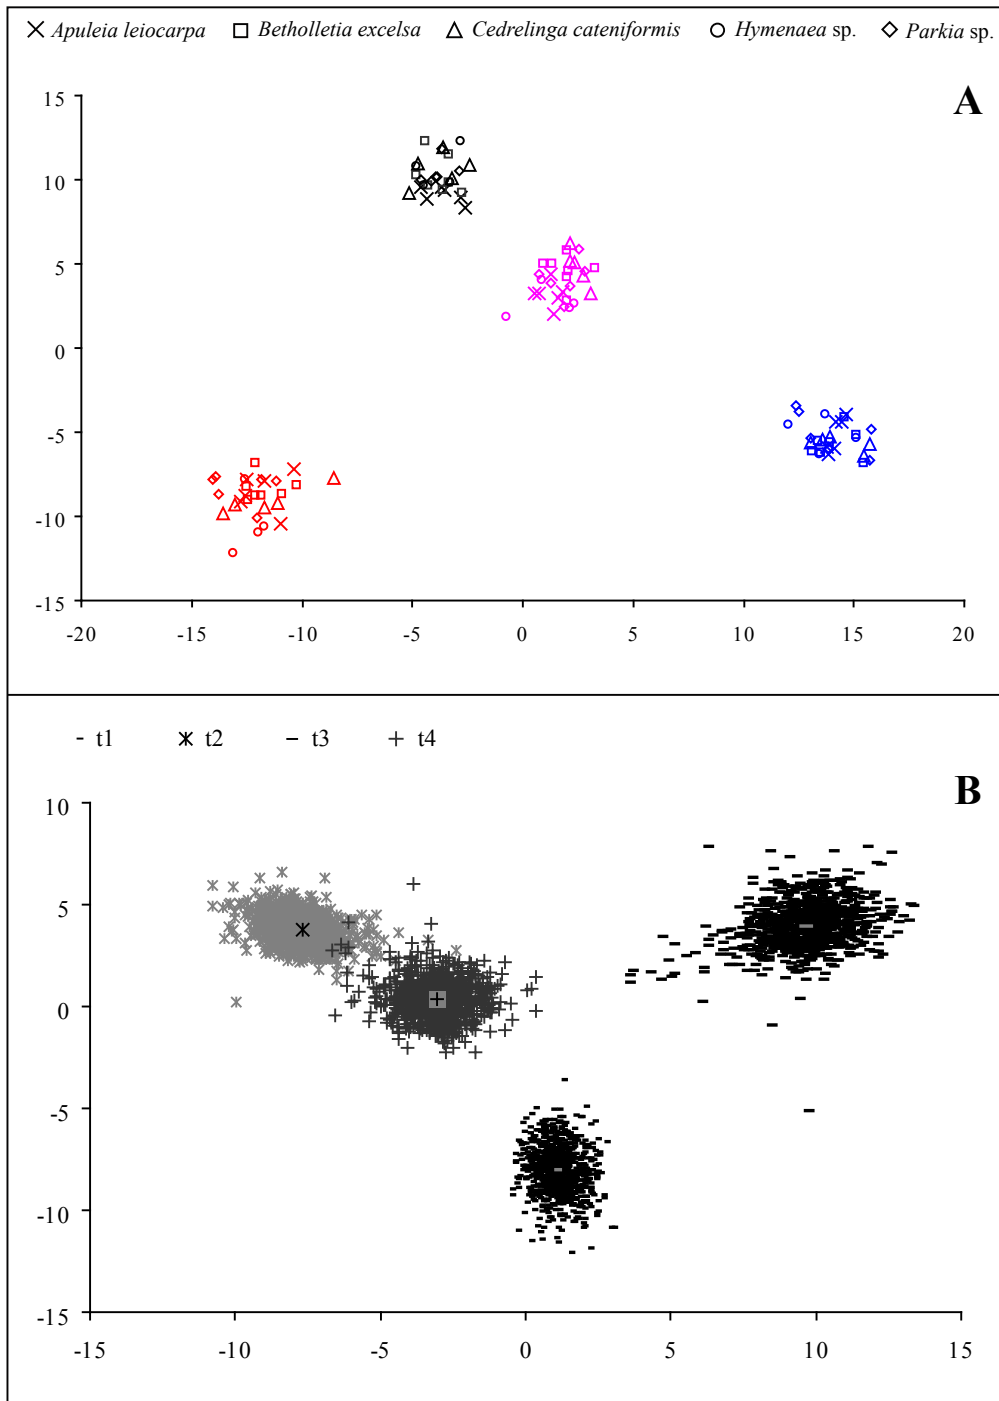 Apuleia leiocarpa Betholletia excelsa Cedrelinga cateniformis Hymenaea sp. Parkia sp.
A
15
10
5
0
-5
-10
-15
-20 -15 -10 -5 0 5 10 15 20
t1 t2 t3 t4
B
10
5
0
-5
-10
-15
-15 -10 -5 0 5 10 15